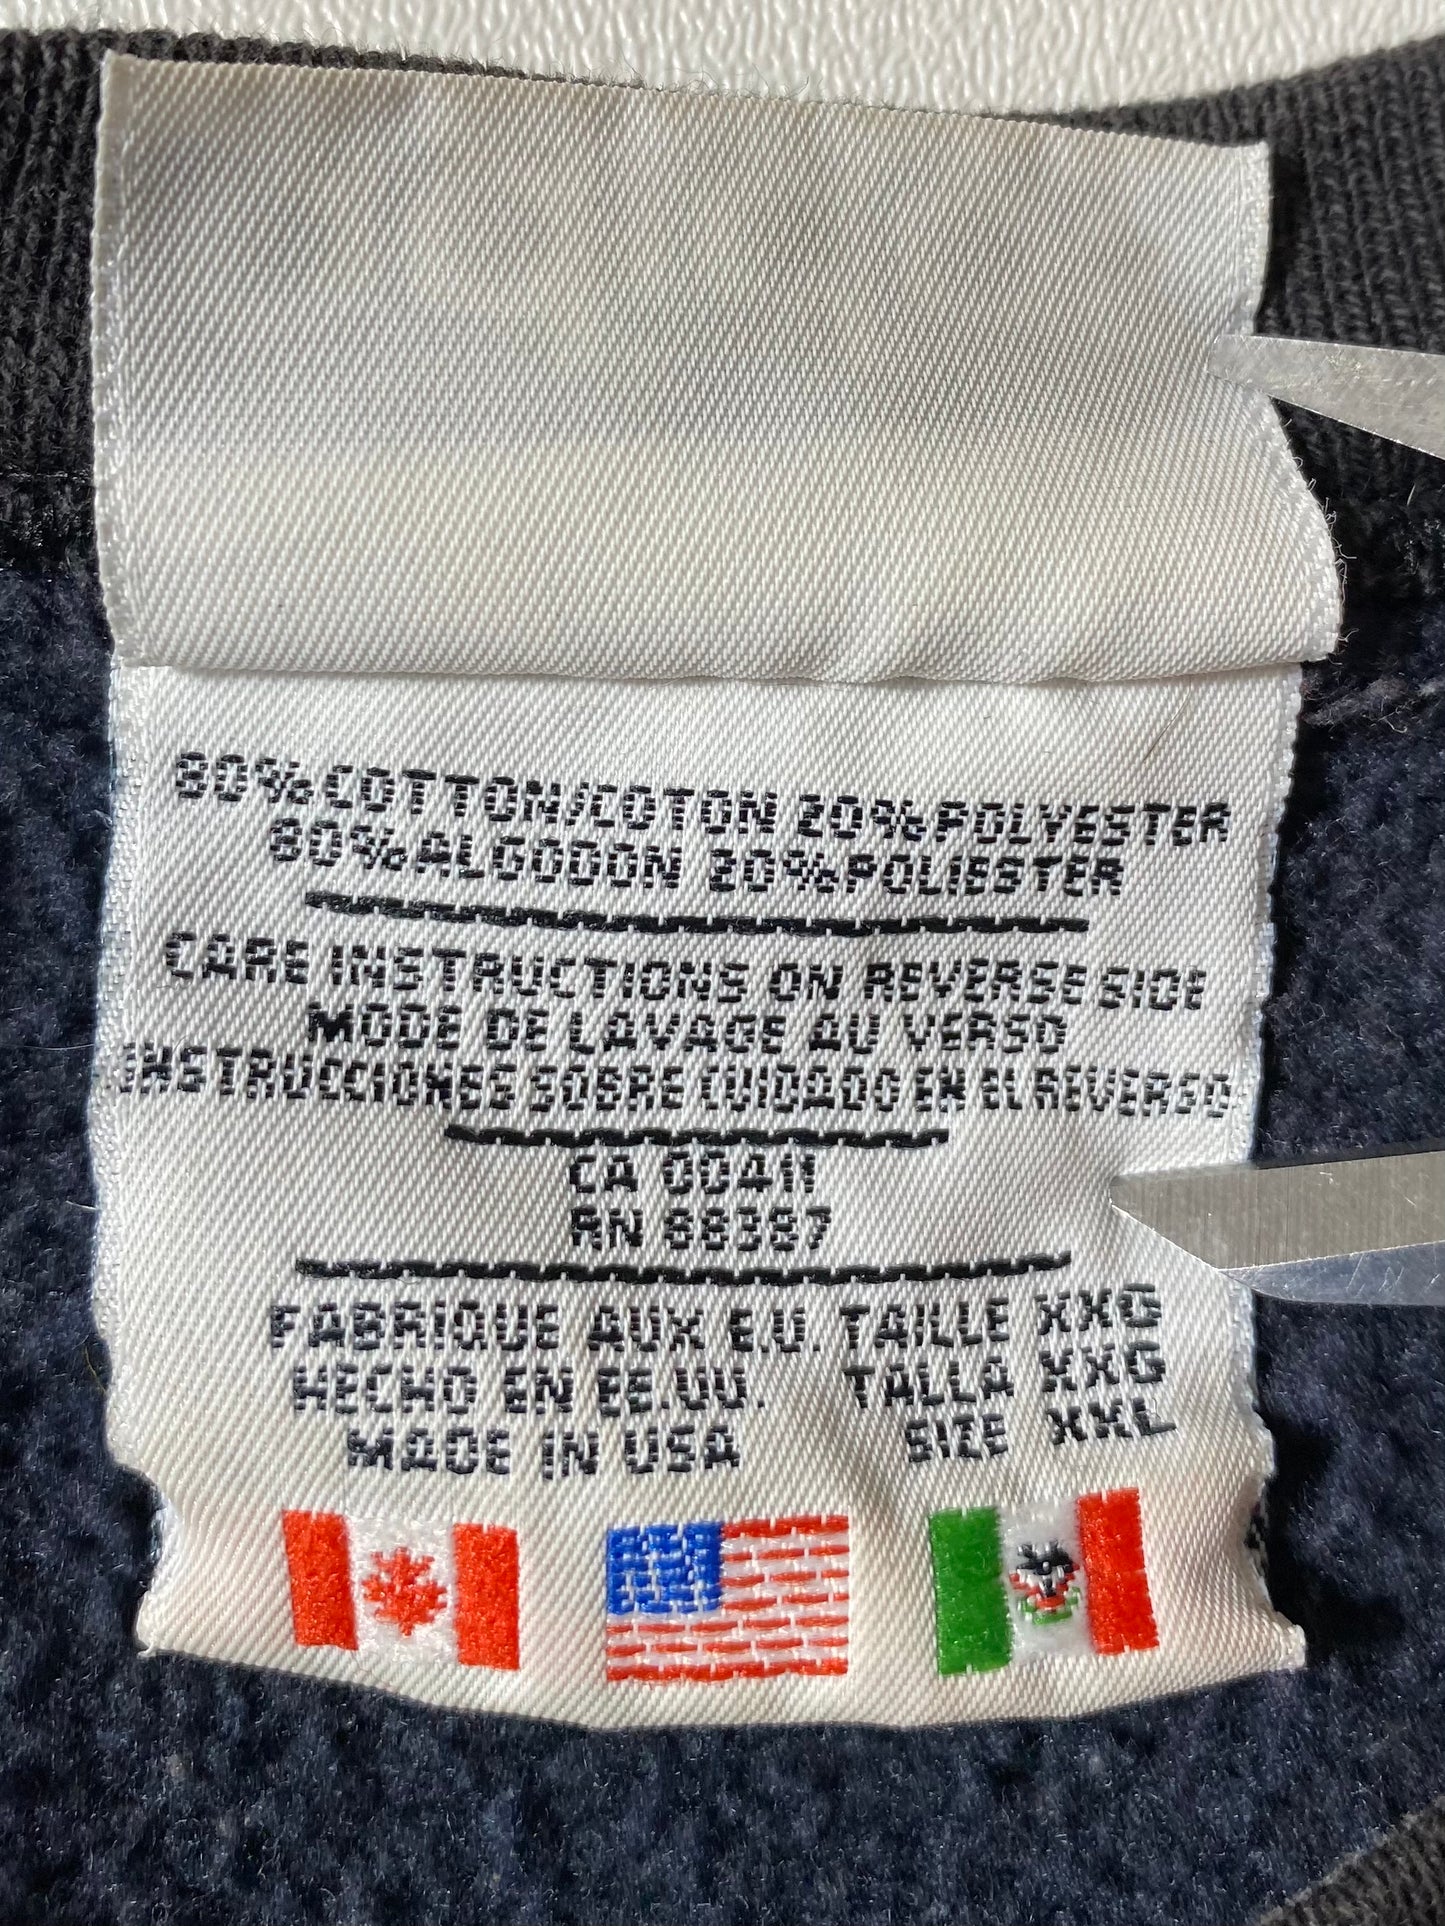 80% COTTON/COTON 20% POLYESTER
80% ALGODON 20% POLIESTER
CARE INSTRUCTIONS ON REVERSE SIDE
MODE DE LAVAGE AU VERSO
INSTRUCCIONES SOBRE CUIDADO EN EL REVERSO
CA 00411
RN 88387
FABRIQUE AUX E.U. TAILLE XXG
HECHO EN EE.UU. TALLA XXG
MADE IN USA SIZE XXL